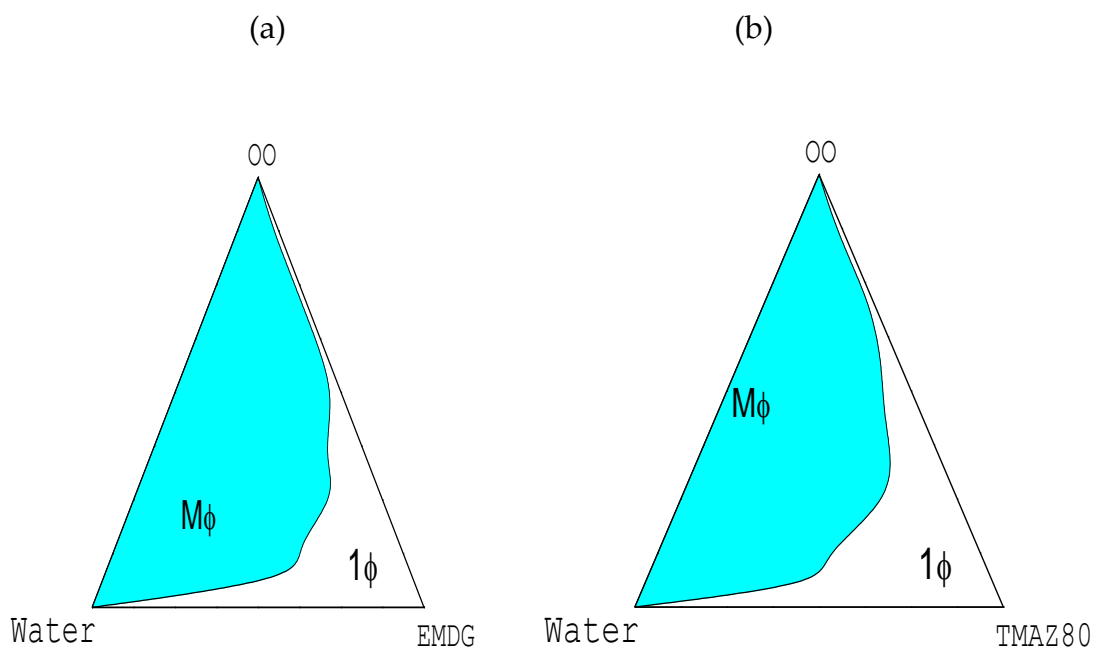 (a) (b)
OO OO
Mϕ
Mϕ
1ϕ 1ϕ
Water EMDG Water TMAZ80